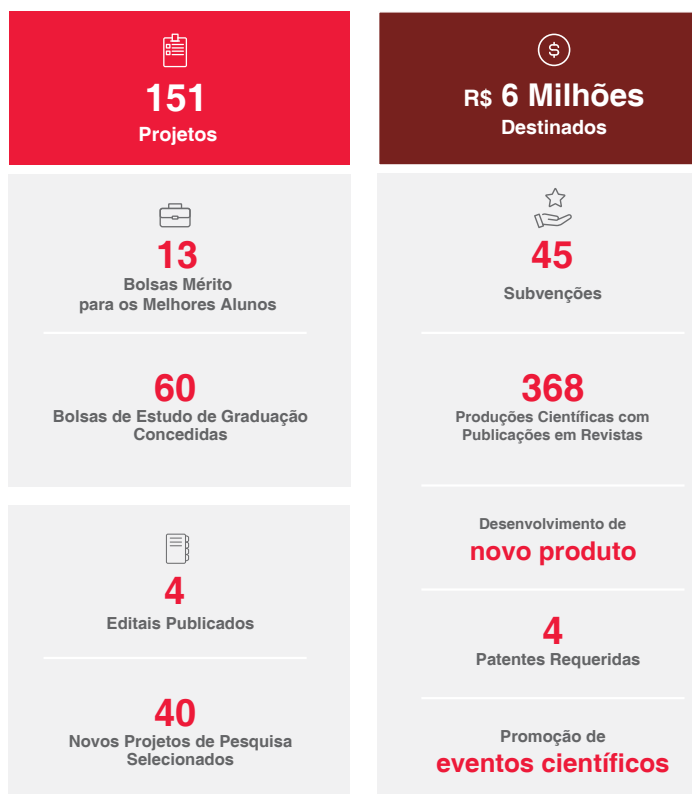 151
Projetos
13
Bolsas Mérito
para os Melhores Alunos
60
Bolsas de Estudo de Graduação
Concedidas
4
Editais Publicados
40
Novos Projetos de Pesquisa
Selecionados
R$ 6 Milhões
Destinados
45
Subvenções
368
Produções Científicas com
Publicações em Revistas
Desenvolvimento de
novo produto
4
Patentes Requeridas
Promoção de
eventos científicos